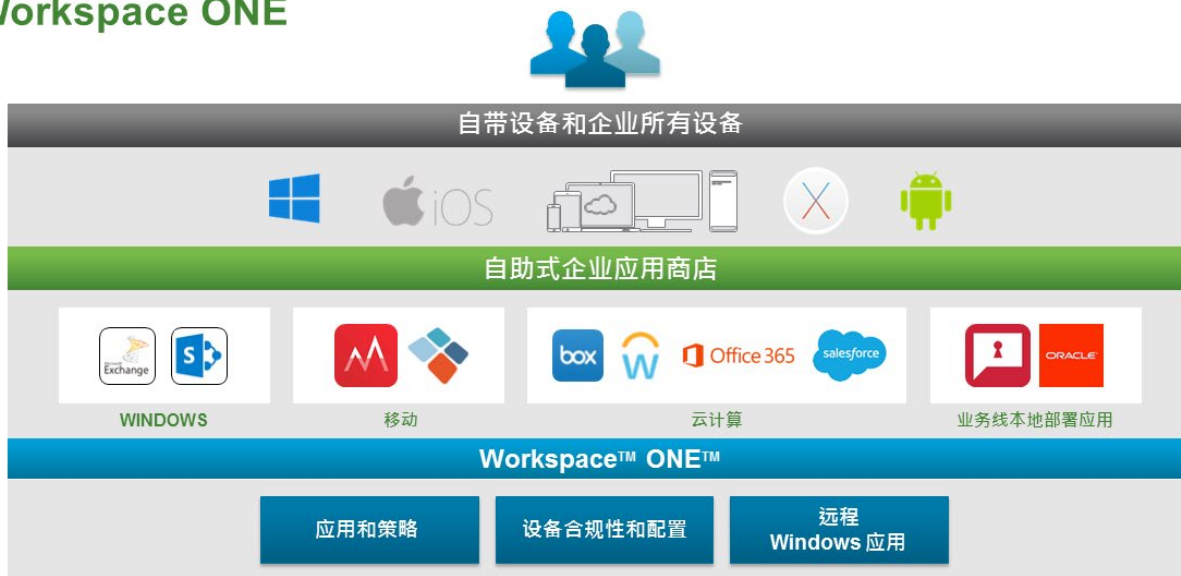 Workspace ONE
自带设备和企业所有设备
iOS
自助式企业应用商店
Exchange
S
box
Office 365
salesforce
ORACLE
WINDOWS
移动
云计算
业务线本地部署应用
Workspace™ ONE™
应用和策略
设备合规性和配置
远程
Windows 应用